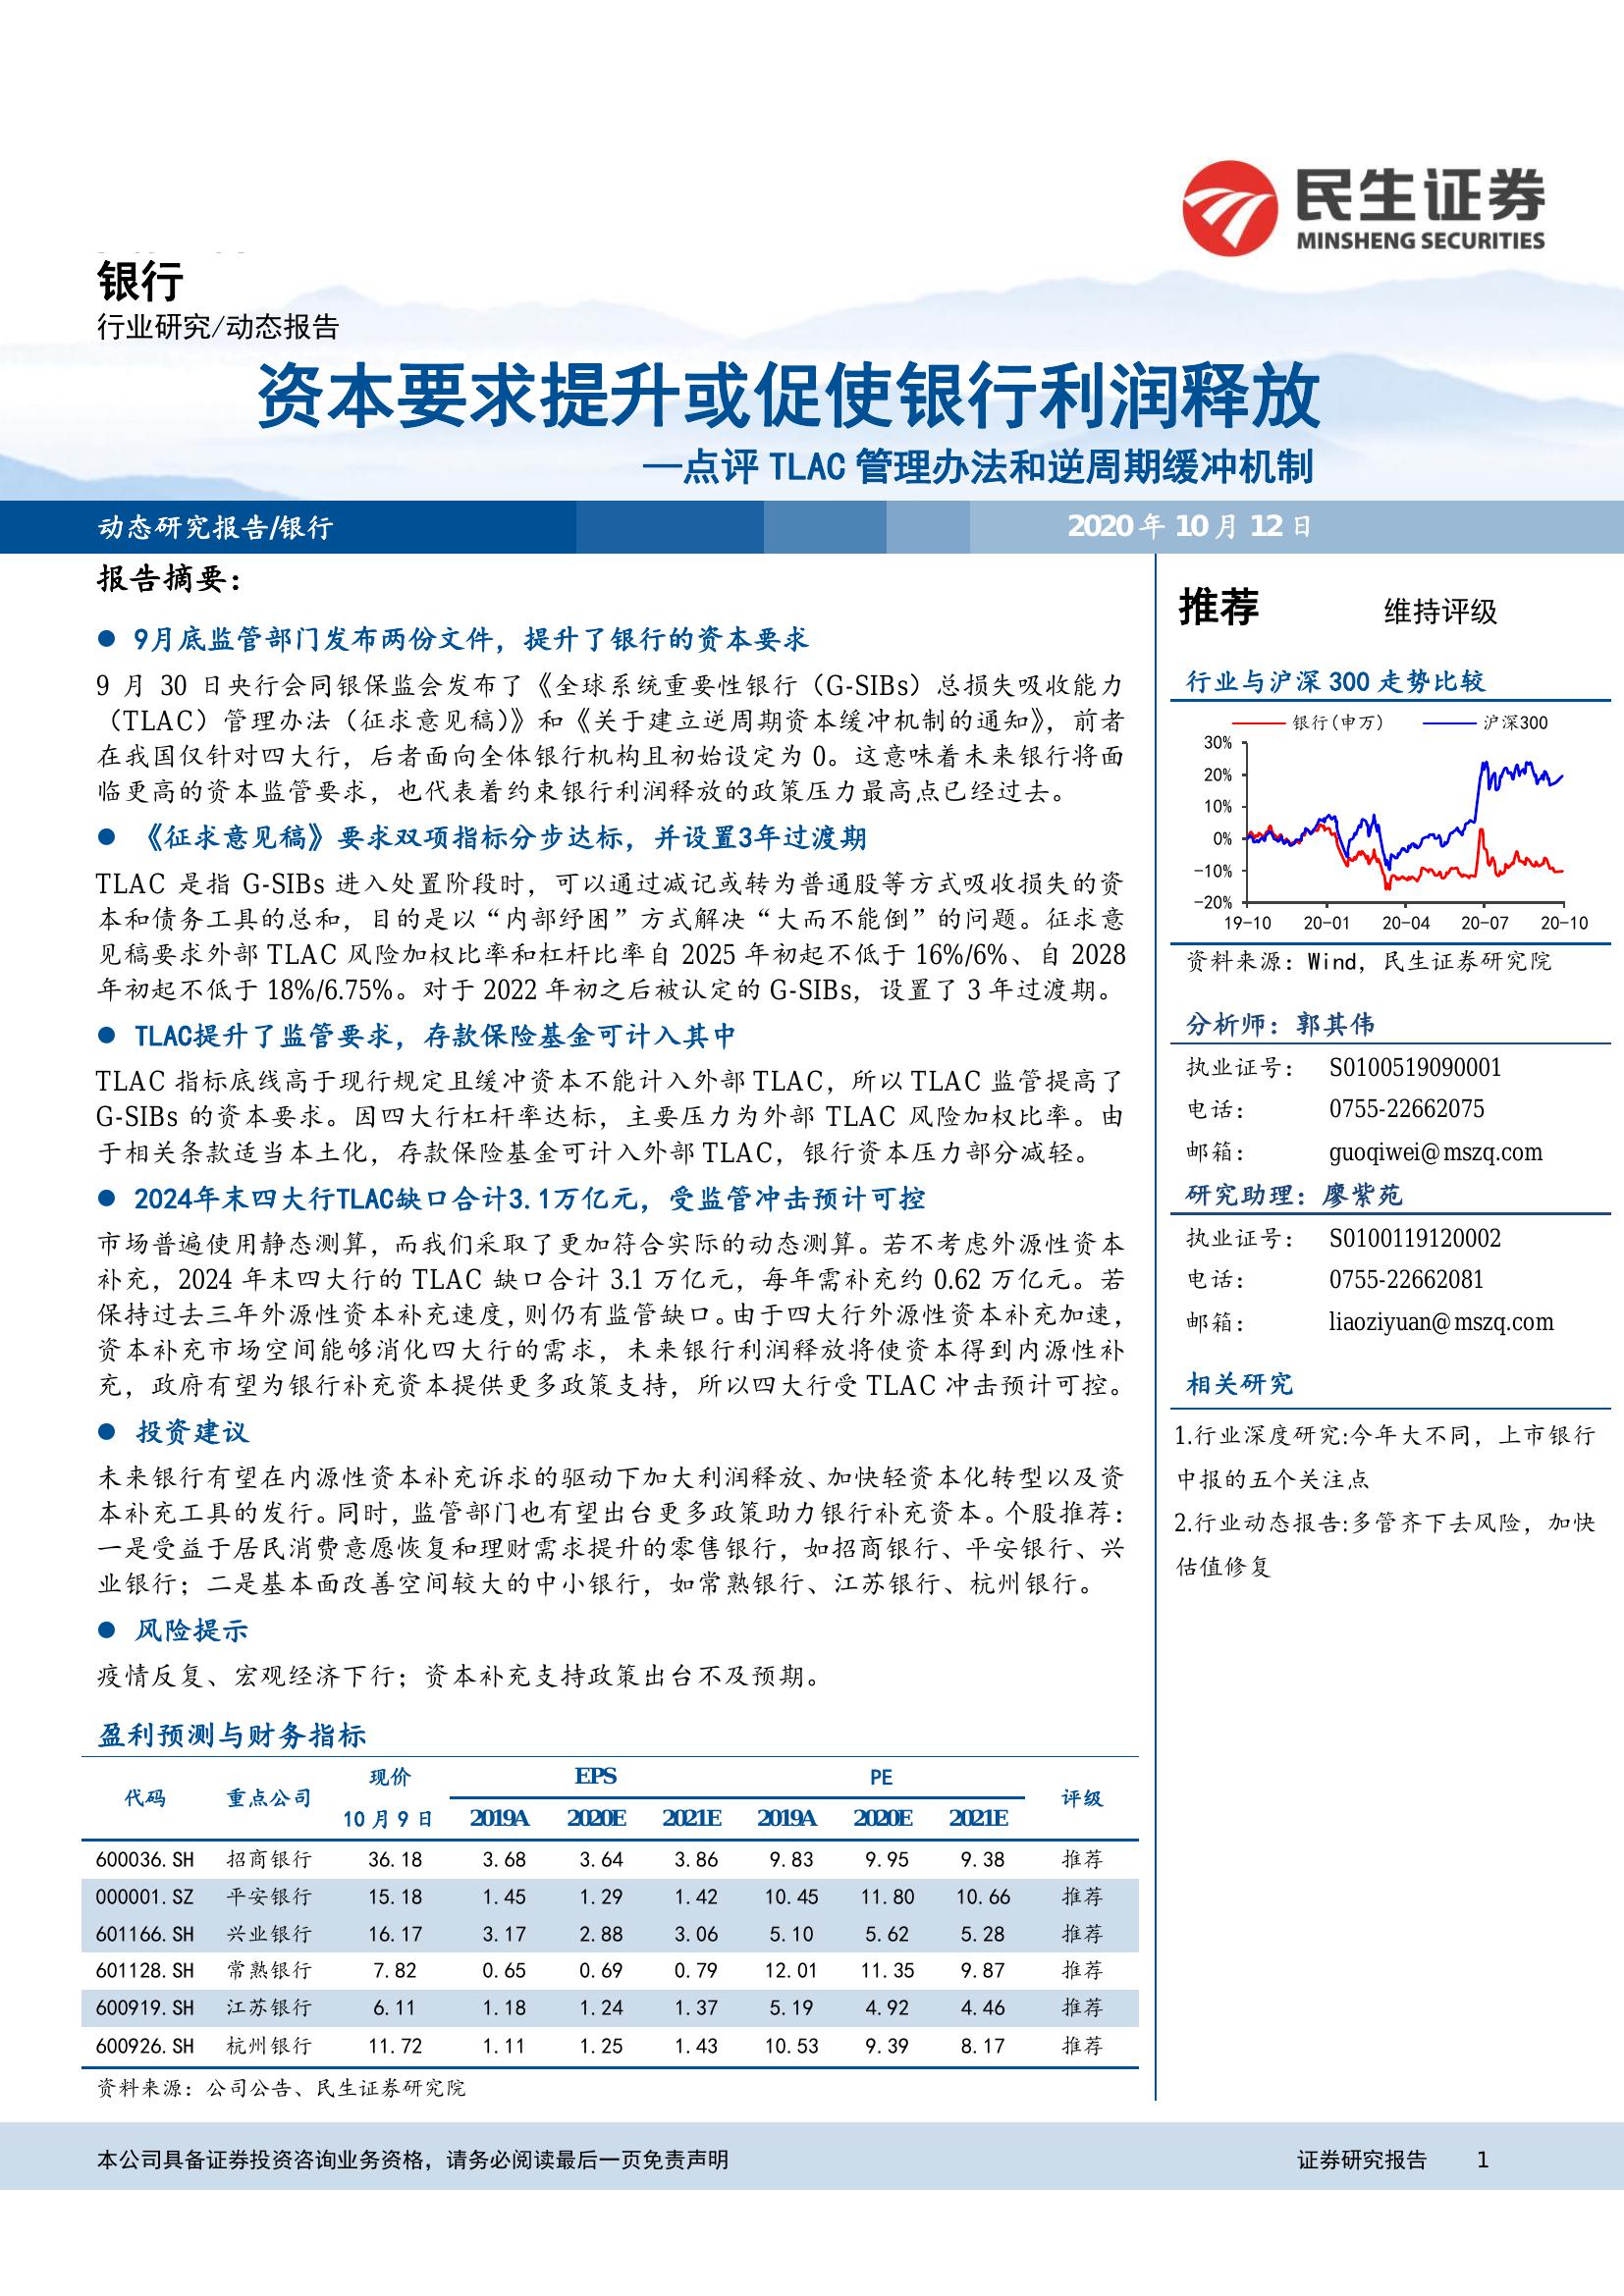 民生证券
MINSHENG SECURITIES
银行
行业研究/动态报告
资本要求提升或促使银行利润释放
—点评 TLAC 管理办法和逆周期缓冲机制
动态研究报告/银行
2020 年 10 月 12 日
报告摘要：
● 9月底监管部门发布两份文件，提升了银行的资本要求
9 月 30 日央行会同银保监会发布了《全球系统重要性银行（G-SIBs）总损失吸收能力
（TLAC）管理办法（征求意见稿）》和《关于建立逆周期资本缓冲机制的通知》，前者
在我国仅针对四大行，后者面向全体银行机构且初始设定为 0。这意味着未来银行将面
临更高的资本监管要求，也代表着约束银行利润释放的政策压力最高点已经过去。
● 《征求意见稿》要求双项指标分步达标，并设置3年过渡期
TLAC 是指 G-SIBs 进入处置阶段时，可以通过减记或转为普通股等方式吸收损失的资
本和债务工具的总和，目的是以“内部纾困”方式解决“大而不能倒”的问题。征求意
见稿要求外部 TLAC 风险加权比率和杠杆比率自 2025 年初起不低于 16%/6%、自 2028
年初起不低于 18%/6.75%。对于 2022 年初之后被认定的 G-SIBs，设置了 3 年过渡期。
● TLAC提升了监管要求，存款保险基金可计入其中
TLAC 指标底线高于现行规定且缓冲资本不能计入外部 TLAC，所以 TLAC 监管提高了
G-SIBs 的资本要求。因四大行杠杆率达标，主要压力为外部 TLAC 风险加权比率。由
于相关条款适当本土化，存款保险基金可计入外部 TLAC，银行资本压力部分减轻。
● 2024年末四大行TLAC缺口合计3.1万亿元，受监管冲击预计可控
市场普遍使用静态测算，而我们采取了更加符合实际的动态测算。若不考虑外源性资本
补充，2024 年末四大行的 TLAC 缺口合计 3.1 万亿元，每年需补充约 0.62 万亿元。若
保持过去三年外源性资本补充速度，则仍有监管缺口。由于四大行外源性资本补充加速，
资本补充市场空间能够消化四大行的需求，未来银行利润释放将使资本得到内源性补
充，政府有望为银行补充资本提供更多政策支持，所以四大行受 TLAC 冲击预计可控。
● 投资建议
未来银行有望在内源性资本补充诉求的驱动下加大利润释放、加快轻资本化转型以及资
本补充工具的发行。同时，监管部门也有望出台更多政策助力银行补充资本。个股推荐：
一是受益于居民消费意愿恢复和理财需求提升的零售银行，如招商银行、平安银行、兴
业银行；二是基本面改善空间较大的中小银行，如常熟银行、江苏银行、杭州银行。
● 风险提示
疫情反复、宏观经济下行；资本补充支持政策出台不及预期。
盈利预测与财务指标
代码 重点公司 现价 EPS PE 评级
10 月 9 日 2019A 2020E 2021E 2019A 2020E 2021E
600036.SH 招商银行 36.18 3.68 3.64 3.86 9.83 9.95 9.38 推荐
000001.SZ 平安银行 15.18 1.45 1.29 1.42 10.45 11.80 10.66 推荐
601166.SH 兴业银行 16.17 3.17 2.88 3.06 5.10 5.62 5.28 推荐
601128.SH 常熟银行 7.82 0.65 0.69 0.79 12.01 11.35 9.87 推荐
600919.SH 江苏银行 6.11 1.18 1.24 1.37 5.19 4.92 4.46 推荐
600926.SH 杭州银行 11.72 1.11 1.25 1.43 10.53 9.39 8.17 推荐
资料来源：公司公告、民生证券研究院
推荐 维持评级
行业与沪深 300 走势比较
银行(申万) 沪深300
30%
20%
10%
0%
-10%
-20%
19-10 20-01 20-04 20-07 20-10
资料来源：Wind，民生证券研究院
分析师：郭其伟
执业证号： S0100519090001
电话： 0755-22662075
邮箱： guoqiwei@mszq.com
研究助理：廖紫苑
执业证号： S0100119120002
电话： 0755-22662081
邮箱： liaoziyuan@mszq.com
相关研究
1.行业深度研究:今年大不同，上市银行
中报的五个关注点
2.行业动态报告:多管齐下去风险，加快
估值修复
本公司具备证券投资咨询业务资格，请务必阅读最后一页免责声明
证券研究报告 1